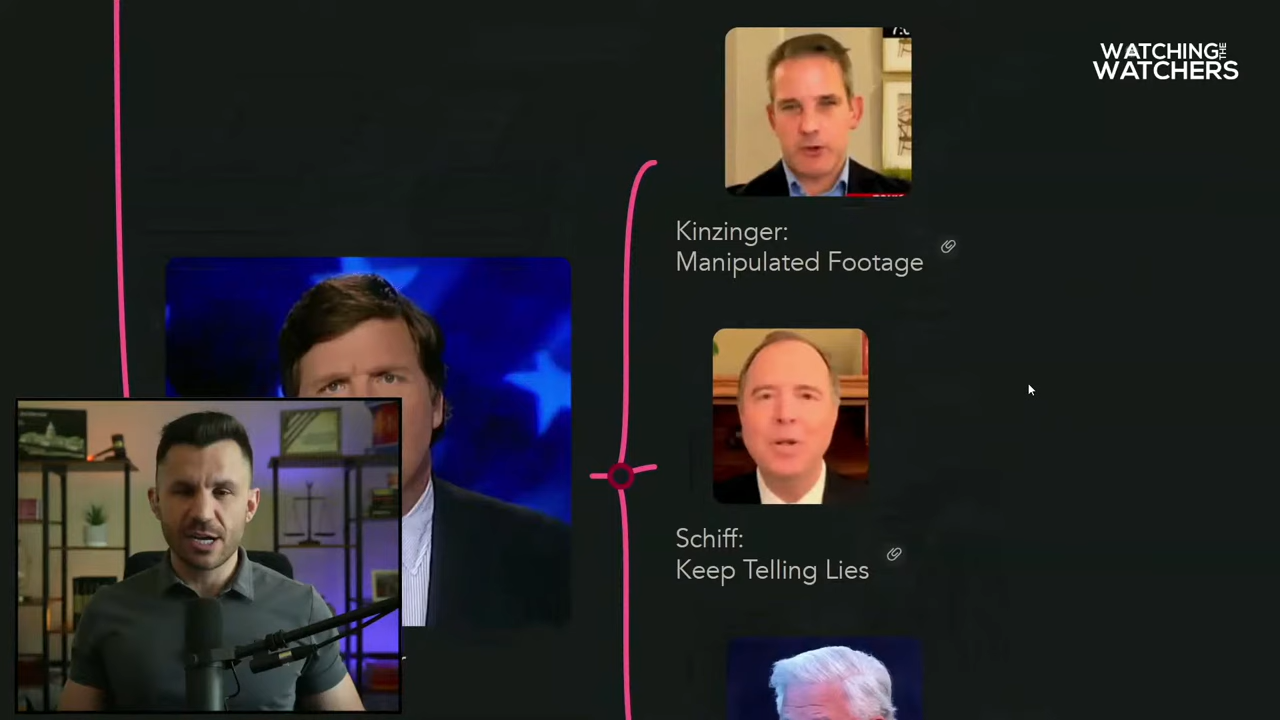 WATCHING THE
WATCHERS
Kinzinger:
Manipulated Footage
Schiff:
Keep Telling Lies